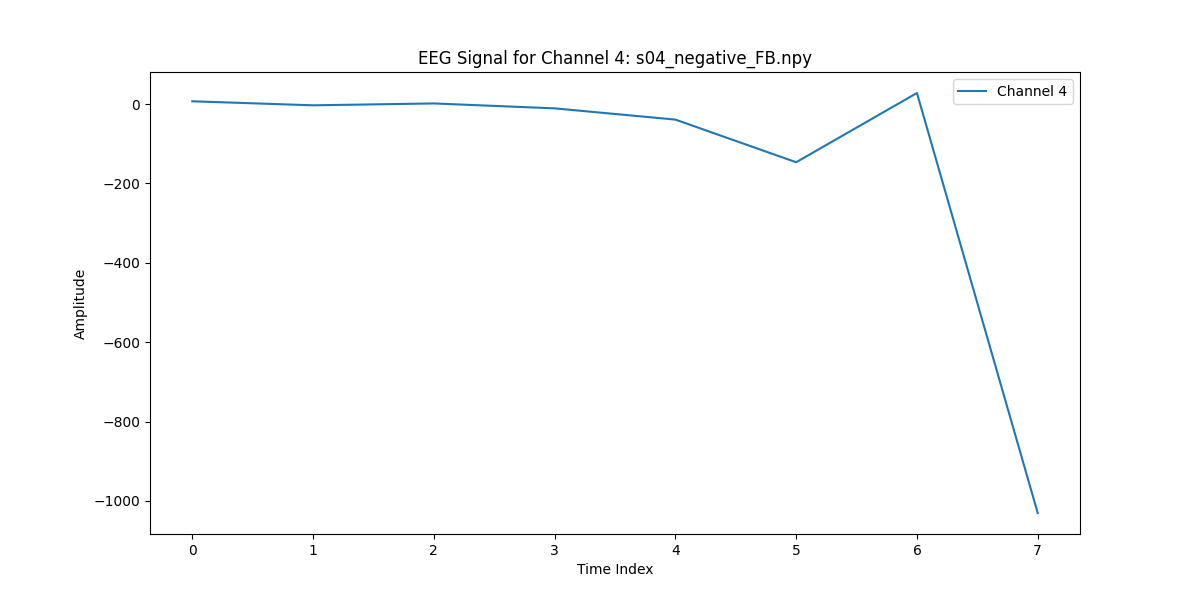 EEG Signal for Channel 4: s04_negative_FB.npy
Channel 4
0
−200
−400
−600
−800
−1000
Amplitude
0 1 2 3 4 5 6 7
Time Index